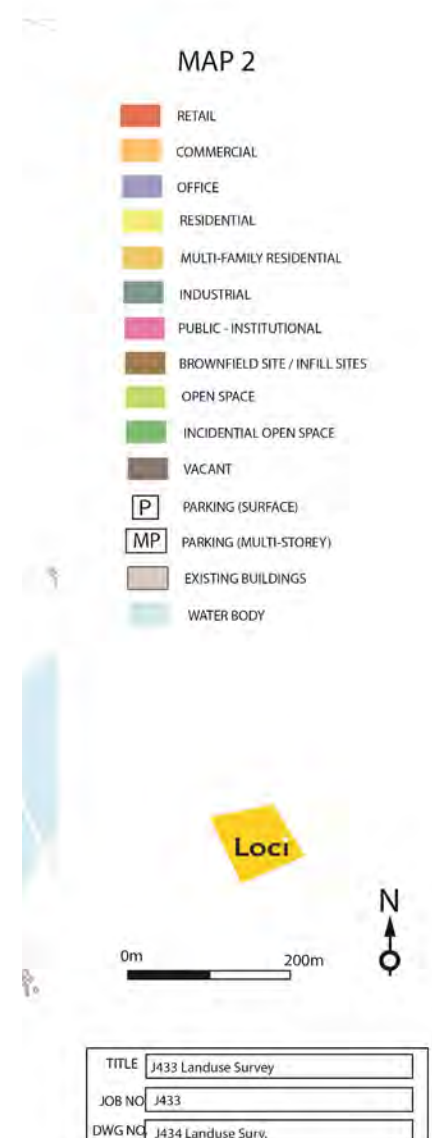 MAP 2
RETAIL
COMMERCIAL
OFFICE
RESIDENTIAL
MULTI-FAMILY RESIDENTIAL
INDUSTRIAL
PUBLIC - INSTITUTIONAL
BROWNFIELD SITE / INFILL SITES
OPEN SPACE
INCIDENTIAL OPEN SPACE
VACANT
P PARKING (SURFACE)
MP PARKING (MULTI-STOREY)
EXISTING BUILDINGS
WATER BODY
Loci
N
0m 200m
TITLE J433 Landuse Survey
JOB NO J433
DWG NO J434 Landuse Surv.